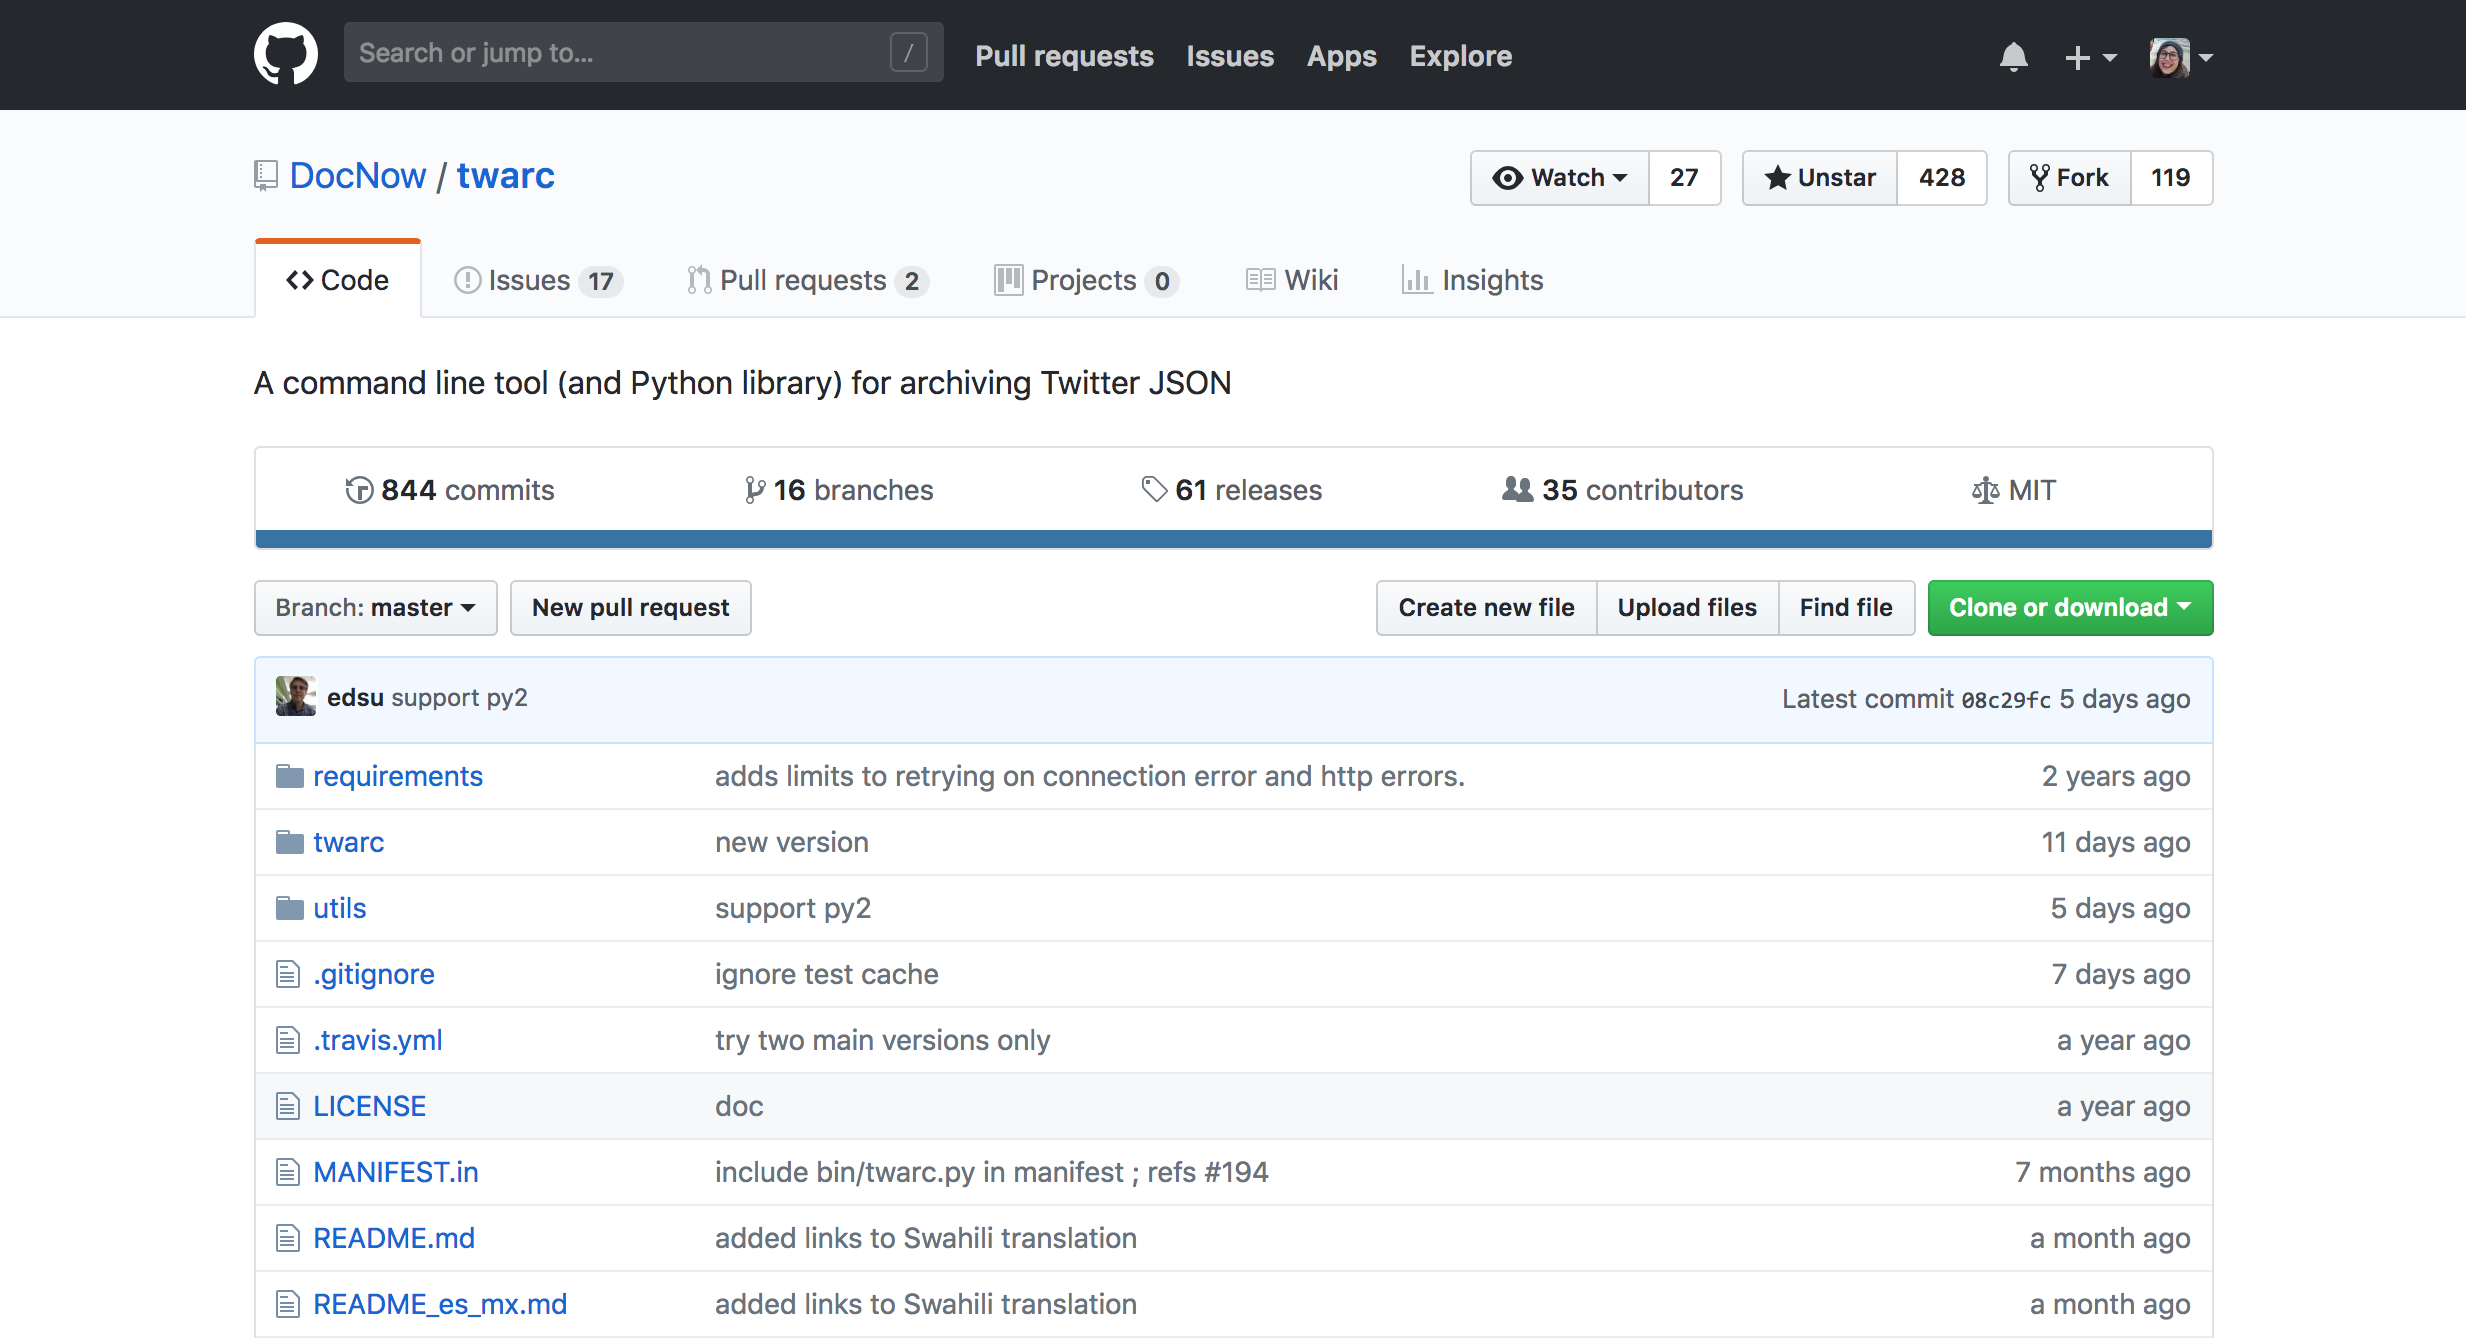 Search or jump to... / Pull requests Issues Apps Explore
DocNow / twarc Watch 27 Unstar 428 Fork 119
Code Issues 17 Pull requests 2 Projects 0 Wiki Insights
A command line tool (and Python library) for archiving Twitter JSON
844 commits 16 branches 61 releases 35 contributors MIT
Branch: master New pull request Create new file Upload files Find file Clone or download
edsu support py2 Latest commit 08c29fc 5 days ago
requirements adds limits to retrying on connection error and http errors. 2 years ago
twarc new version 11 days ago
utils support py2 5 days ago
.gitignore ignore test cache 7 days ago
.travis.yml try two main versions only a year ago
LICENSE doc a year ago
MANIFEST.in include bin/twarc.py in manifest ; refs #194 7 months ago
README.md added links to Swahili translation a month ago
README_es_mx.md added links to Swahili translation a month ago